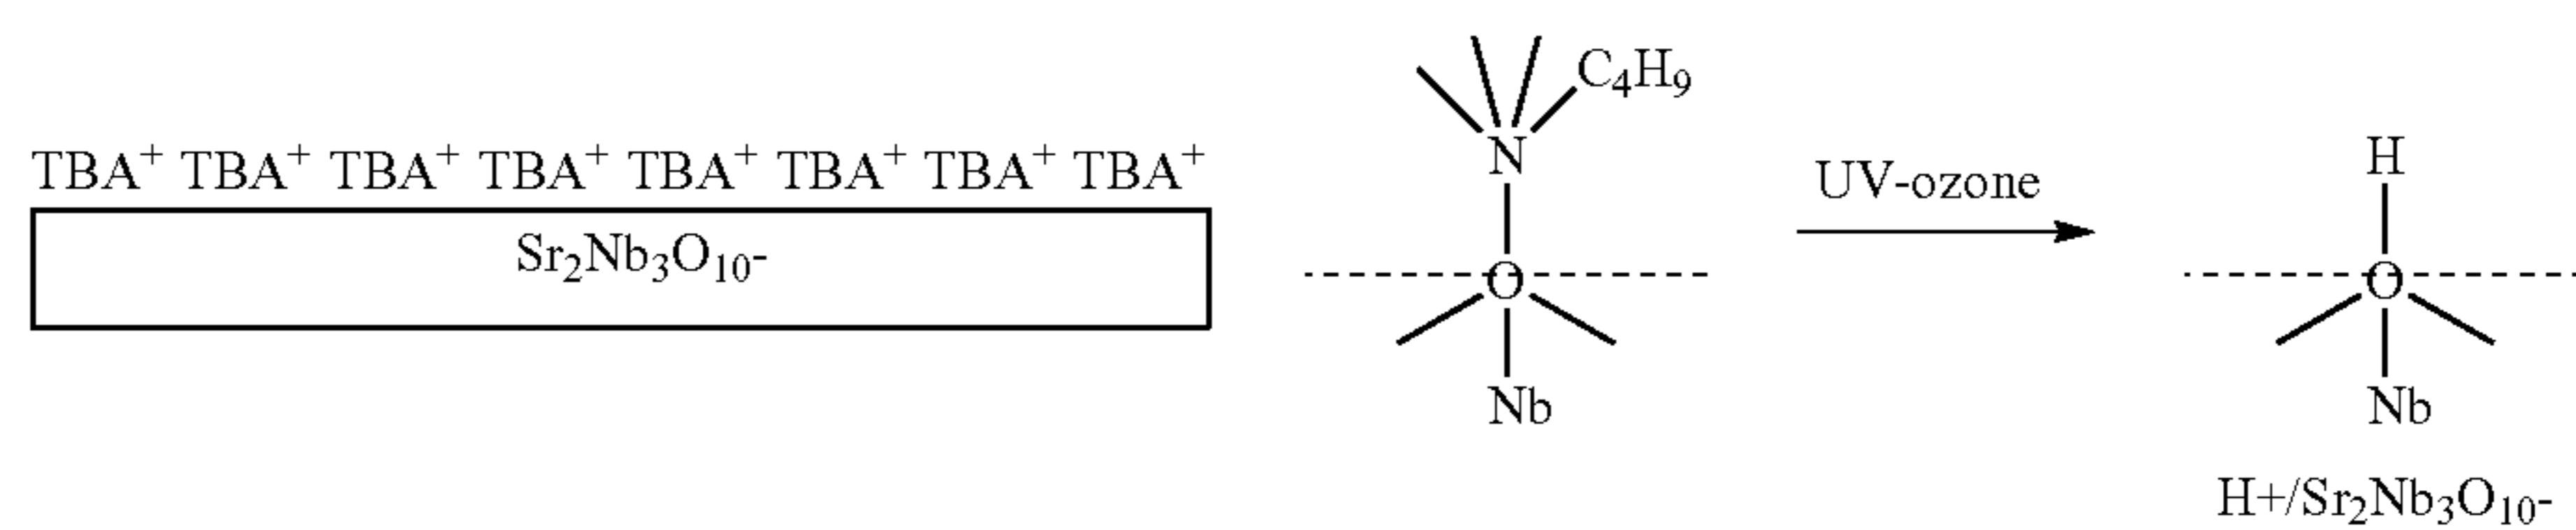 TBA⁺ TBA⁺ TBA⁺ TBA⁺ TBA⁺ TBA⁺ TBA⁺ TBA⁺
Sr₂Nb₃O₁₀-
C₄H₉
N
O
Nb
UV-ozone
H
O
Nb
H+/Sr₂Nb₃O₁₀-